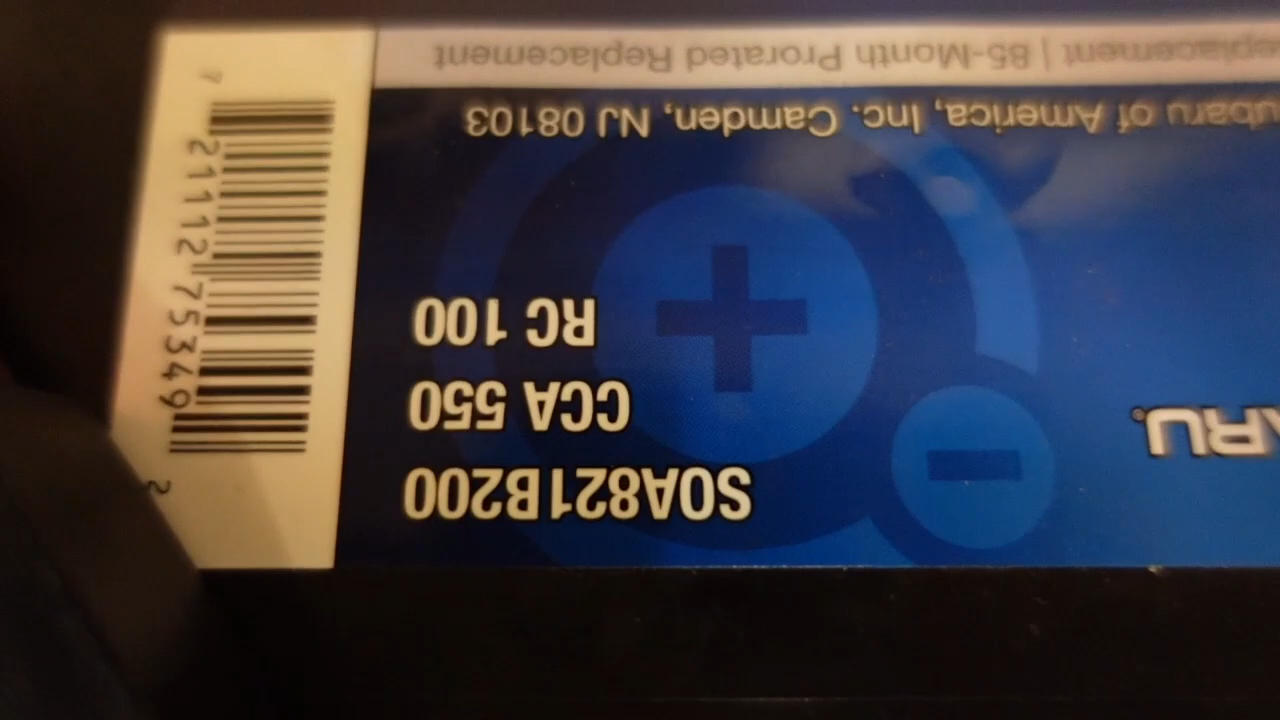 ARU®
SOA821B200
CCA 550
RC 100
ubaru of America, Inc. Camden, NJ 08103
eplacement | 85-Month Prorated Replacement
7 21112 75349 2